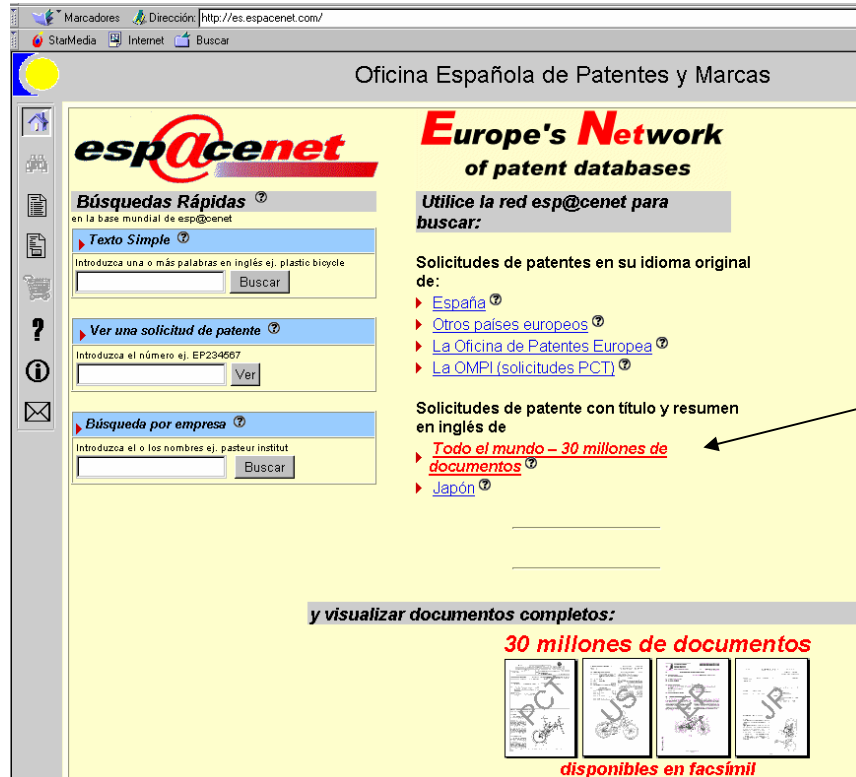 Marcadores Dirección: http://es.espacenet.com/
StarMedia Internet Buscar
Oficina Española de Patentes y Marcas
esp@cenet
Europe's Network
of patent databases
Búsquedas Rápidas ?
en la base mundial de esp@cenet
Texto Simple ?
Introduzca una o más palabras en inglés ej. plastic bicycle
Buscar
Ver una solicitud de patente ?
Introduzca el número ej. EP234567
Ver
Búsqueda por empresa ?
Introduzca el o los nombres ej. pasteur institut
Buscar
Utilice la red esp@cenet para
buscar:
Solicitudes de patentes en su idioma original
de:
España ?
Otros países europeos ?
La Oficina de Patentes Europea ?
La OMPI (solicitudes PCT) ?
Solicitudes de patente con título y resumen
en inglés de
Todo el mundo – 30 millones de
documentos ?
Japón ?
y visualizar documentos completos:
30 millones de documentos
PCT US EP JP
disponibles en facsímil